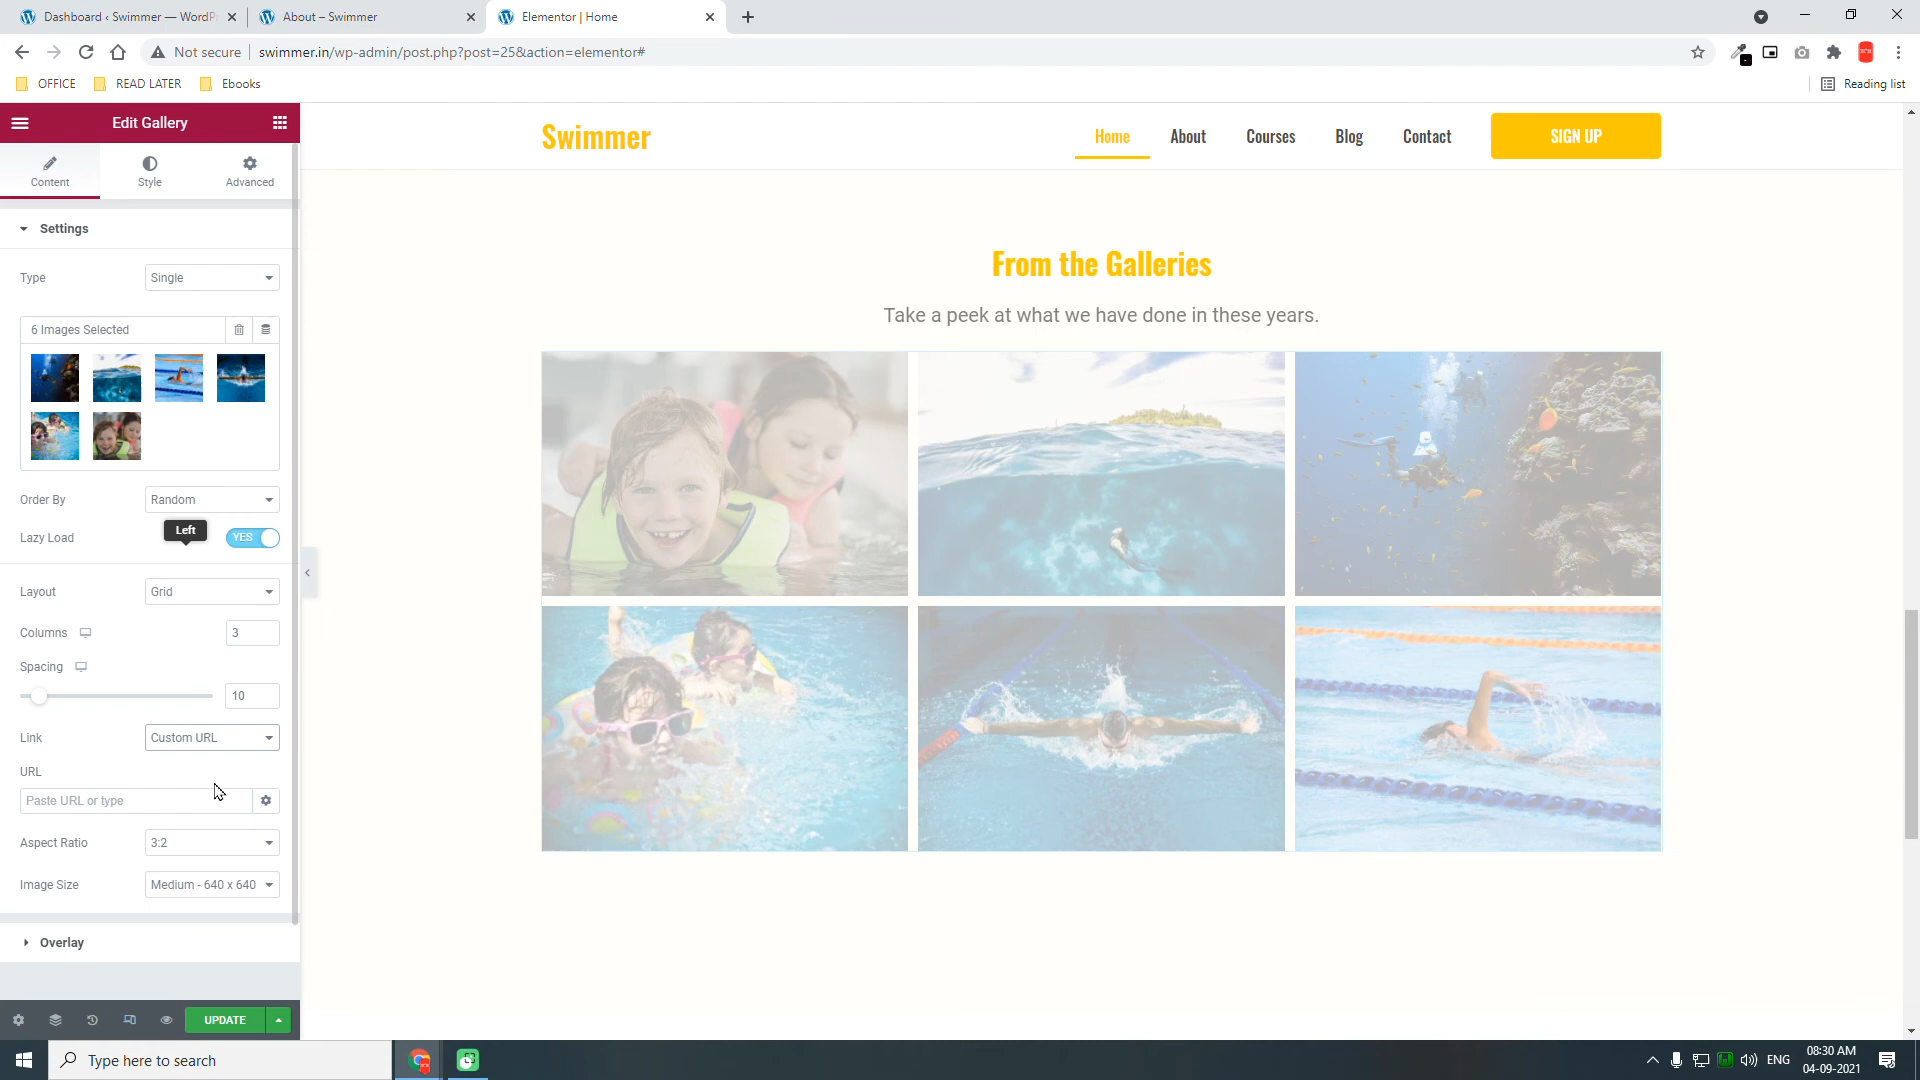 Dashboard ‹ Swimmer — WordP
About – Swimmer
Elementor | Home
Not secure
swimmer.in/wp-admin/post.php?post=25&action=elementor#
OFFICE
READ LATER
Ebooks
Reading list
Edit Gallery
Content
Style
Advanced
Settings
Type
Single
6 Images Selected
Order By
Random
Left
Lazy Load
YES
Layout
Grid
Columns
3
Spacing
10
Link
Custom URL
URL
Paste URL or type
Aspect Ratio
3:2
Image Size
Medium - 640 x 640
Overlay
UPDATE
Swimmer
Home
About
Courses
Blog
Contact
SIGN UP
From the Galleries
Take a peek at what we have done in these years.
Type here to search
ENG
08:30 AM
04-09-2021